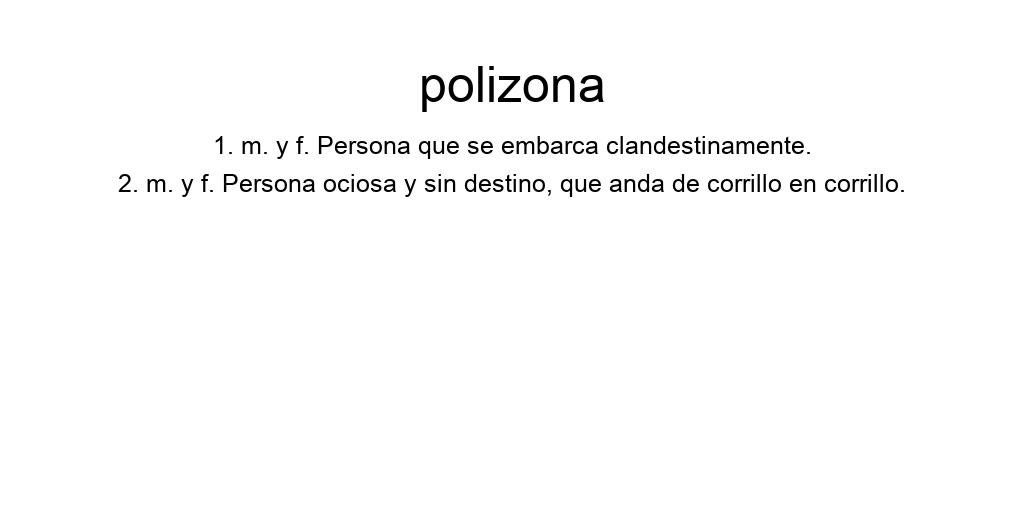 polizona
1. m. y f. Persona que se embarca clandestinamente.
2. m. y f. Persona ociosa y sin destino, que anda de corrillo en corrillo.